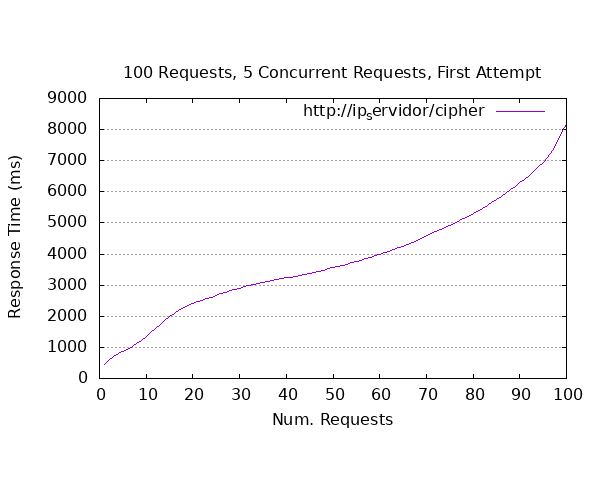 100 Requests, 5 Concurrent Requests, First Attempt
http://ipservidor/cipher
9000
8000
7000
6000
5000
4000
3000
2000
1000
0
Response Time (ms)
0 10 20 30 40 50 60 70 80 90 100
Num. Requests